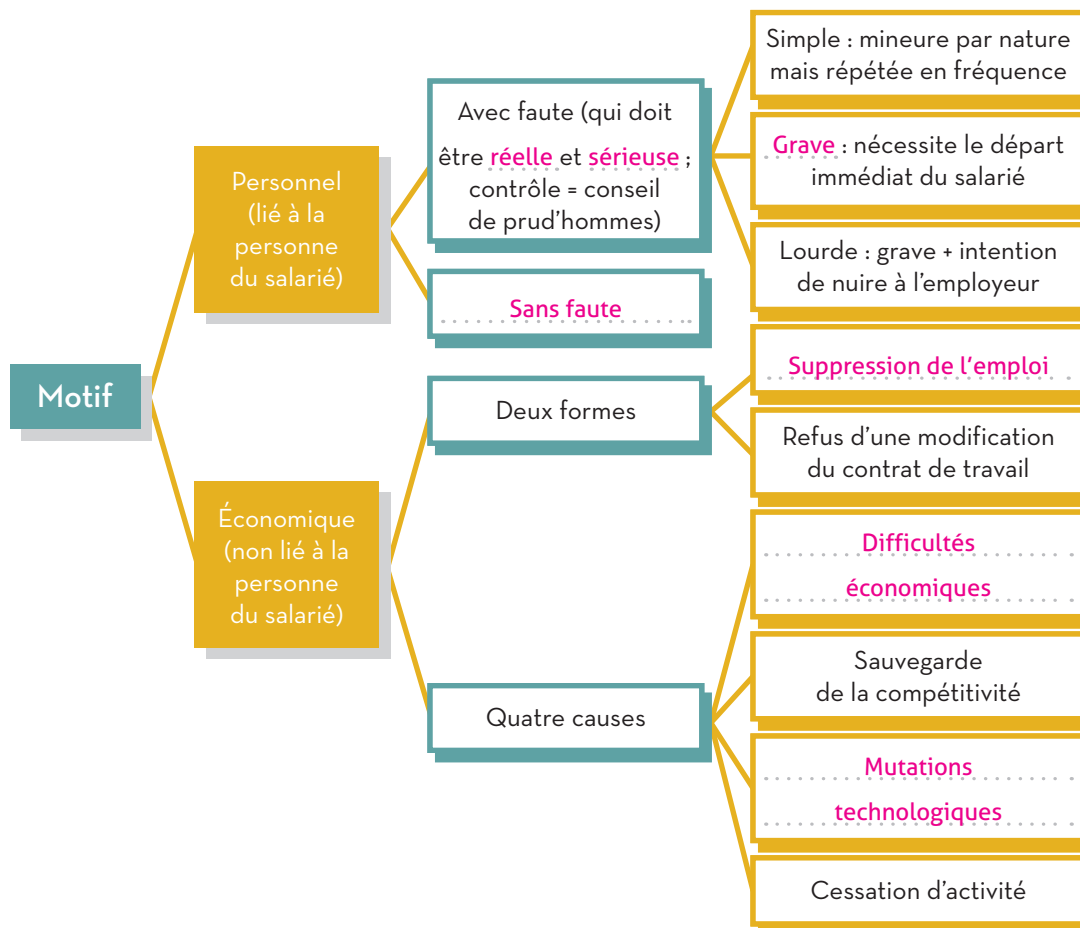 Motif
Personnel
(lié à la
personne
du salarié)
Avec faute (qui doit
être réelle et sérieuse ;
contrôle = conseil
de prud’hommes)
Simple : mineure par nature
mais répétée en fréquence
Grave : nécessite le départ
immédiat du salarié
Lourde : grave + intention
de nuire à l’employeur
Sans faute
Économique
(non lié à la
personne
du salarié)
Deux formes
Suppression de l’emploi
Refus d’une modification
du contrat de travail
Quatre causes
Difficultés
économiques
Sauvegarde
de la compétitivité
Mutations
technologiques
Cessation d’activité